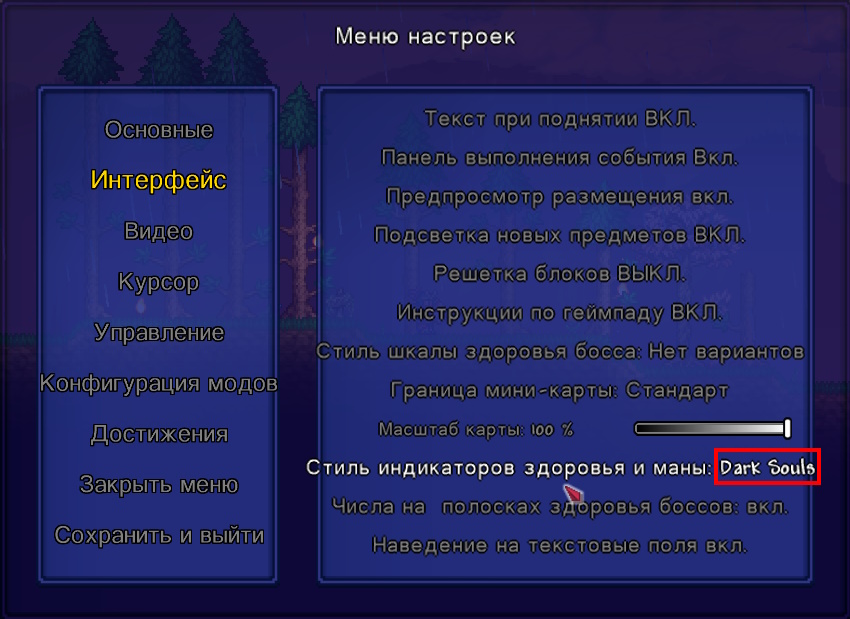 Меню настроек
Основные
Интерфейс
Видео
Курсор
Управление
Конфигурация модов
Достижения
Закрыть меню
Сохранить и выйти
Текст при поднятии ВКЛ.
Панель выполнения события Вкл.
Предпросмотр размещения вкл.
Подсветка новых предметов ВКЛ.
Решетка блоков ВЫКЛ.
Инструкции по геймпаду ВКЛ.
Стиль шкалы здоровья босса: Нет вариантов
Граница мини-карты: Стандарт
Масштаб карты: 100 %
Стиль индикаторов здоровья и маны: Dark Souls
Числа на полосках здоровья боссов: вкл.
Наведение на текстовые поля вкл.